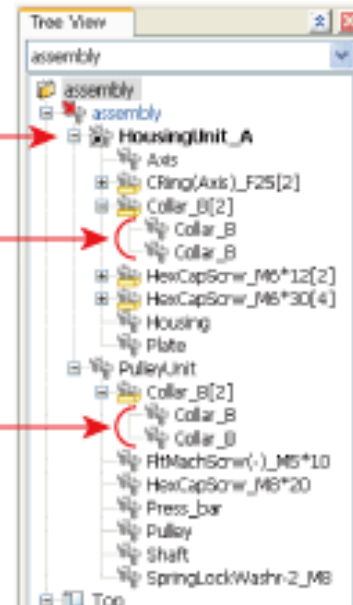 Tree View
assembly
assembly
assembly
HousingUnit_A
Axis
CRing(Axis)_F25[2]
Collar_B[2]
Collar_B
Collar_B
HexCapScrw_M6*12[2]
HexCapScrw_M6*30[4]
Housing
Plate
PulleyUnit
Collar_B[2]
Collar_B
Collar_B
FltMachScrw(-)_M5*10
HexCapScrw_M8*20
Press_bar
Pulley
Shaft
SpringLockWashr-2_M8
Top